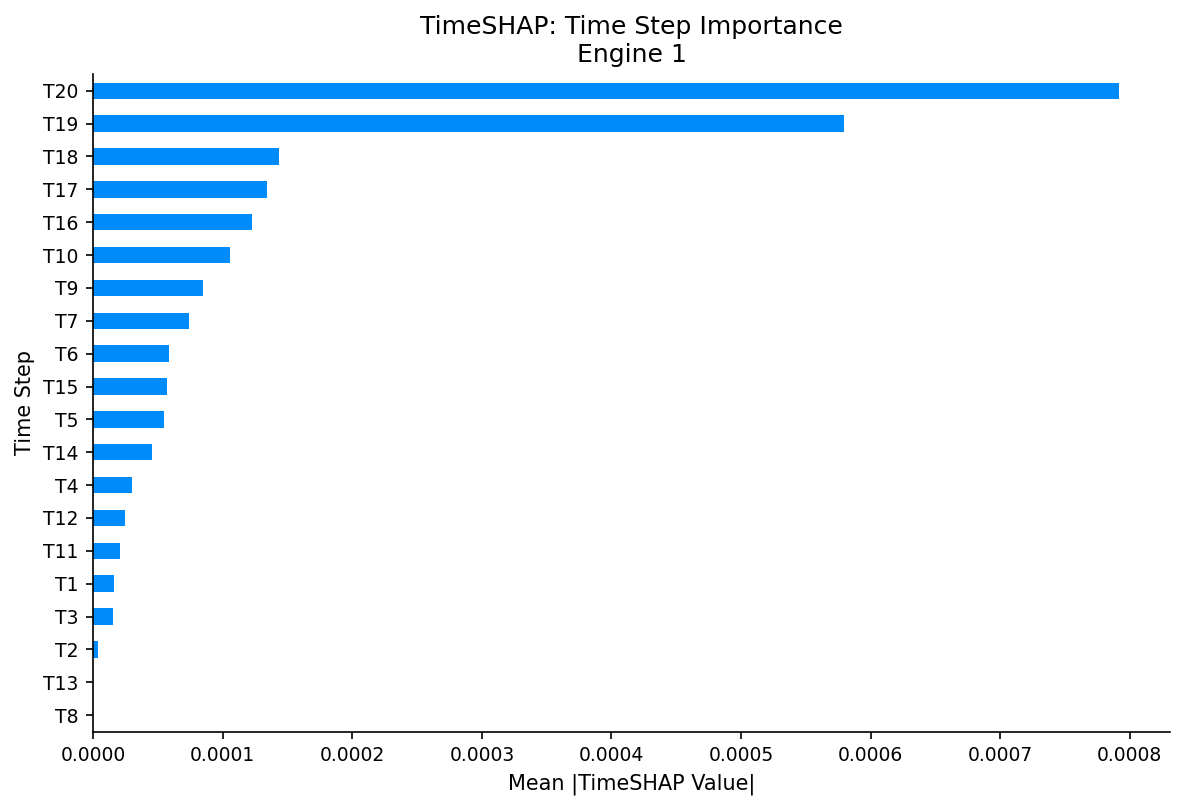 TimeSHAP: Time Step Importance
Engine 1
Time Step
T20
T19
T18
T17
T16
T10
T9
T7
T6
T15
T5
T14
T4
T12
T11
T1
T3
T2
T13
T8
0.0000 0.0001 0.0002 0.0003 0.0004 0.0005 0.0006 0.0007 0.0008
Mean |TimeSHAP Value|